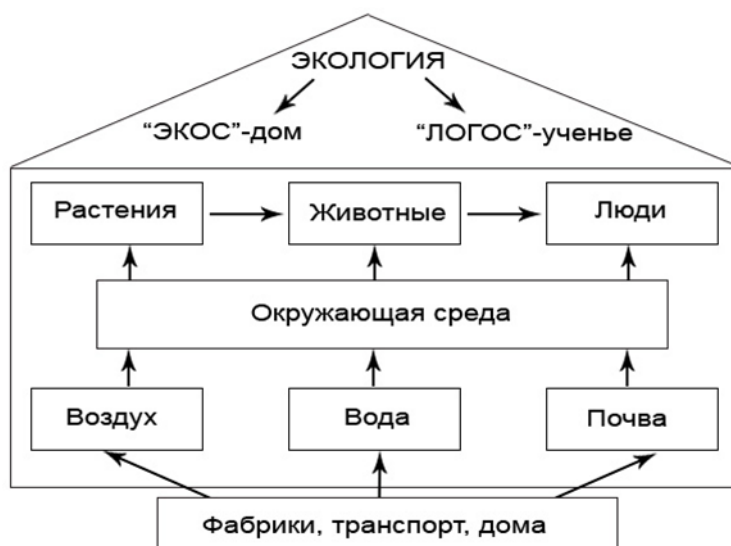 ЭКОЛОГИЯ
“ЭКОС”-дом “ЛОГОС”-ученье
Растения Животные Люди
Окружающая среда
Воздух Вода Почва
Фабрики, транспорт, дома